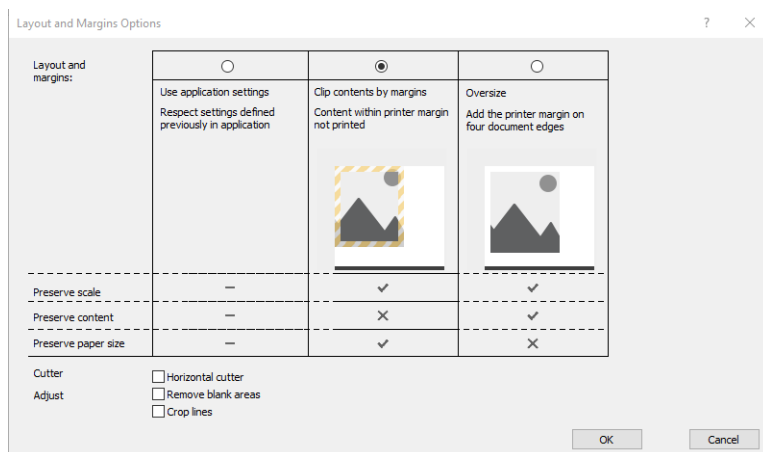 Layout and Margins Options
?
Layout and
margins:
Use application settings
Respect settings defined
previously in application
Clip contents by margins
Content within printer margin
not printed
Oversize
Add the printer margin on
four document edges
Preserve scale
Preserve content
Preserve paper size
Cutter
Horizontal cutter
Adjust
Remove blank areas
Crop lines
OK
Cancel